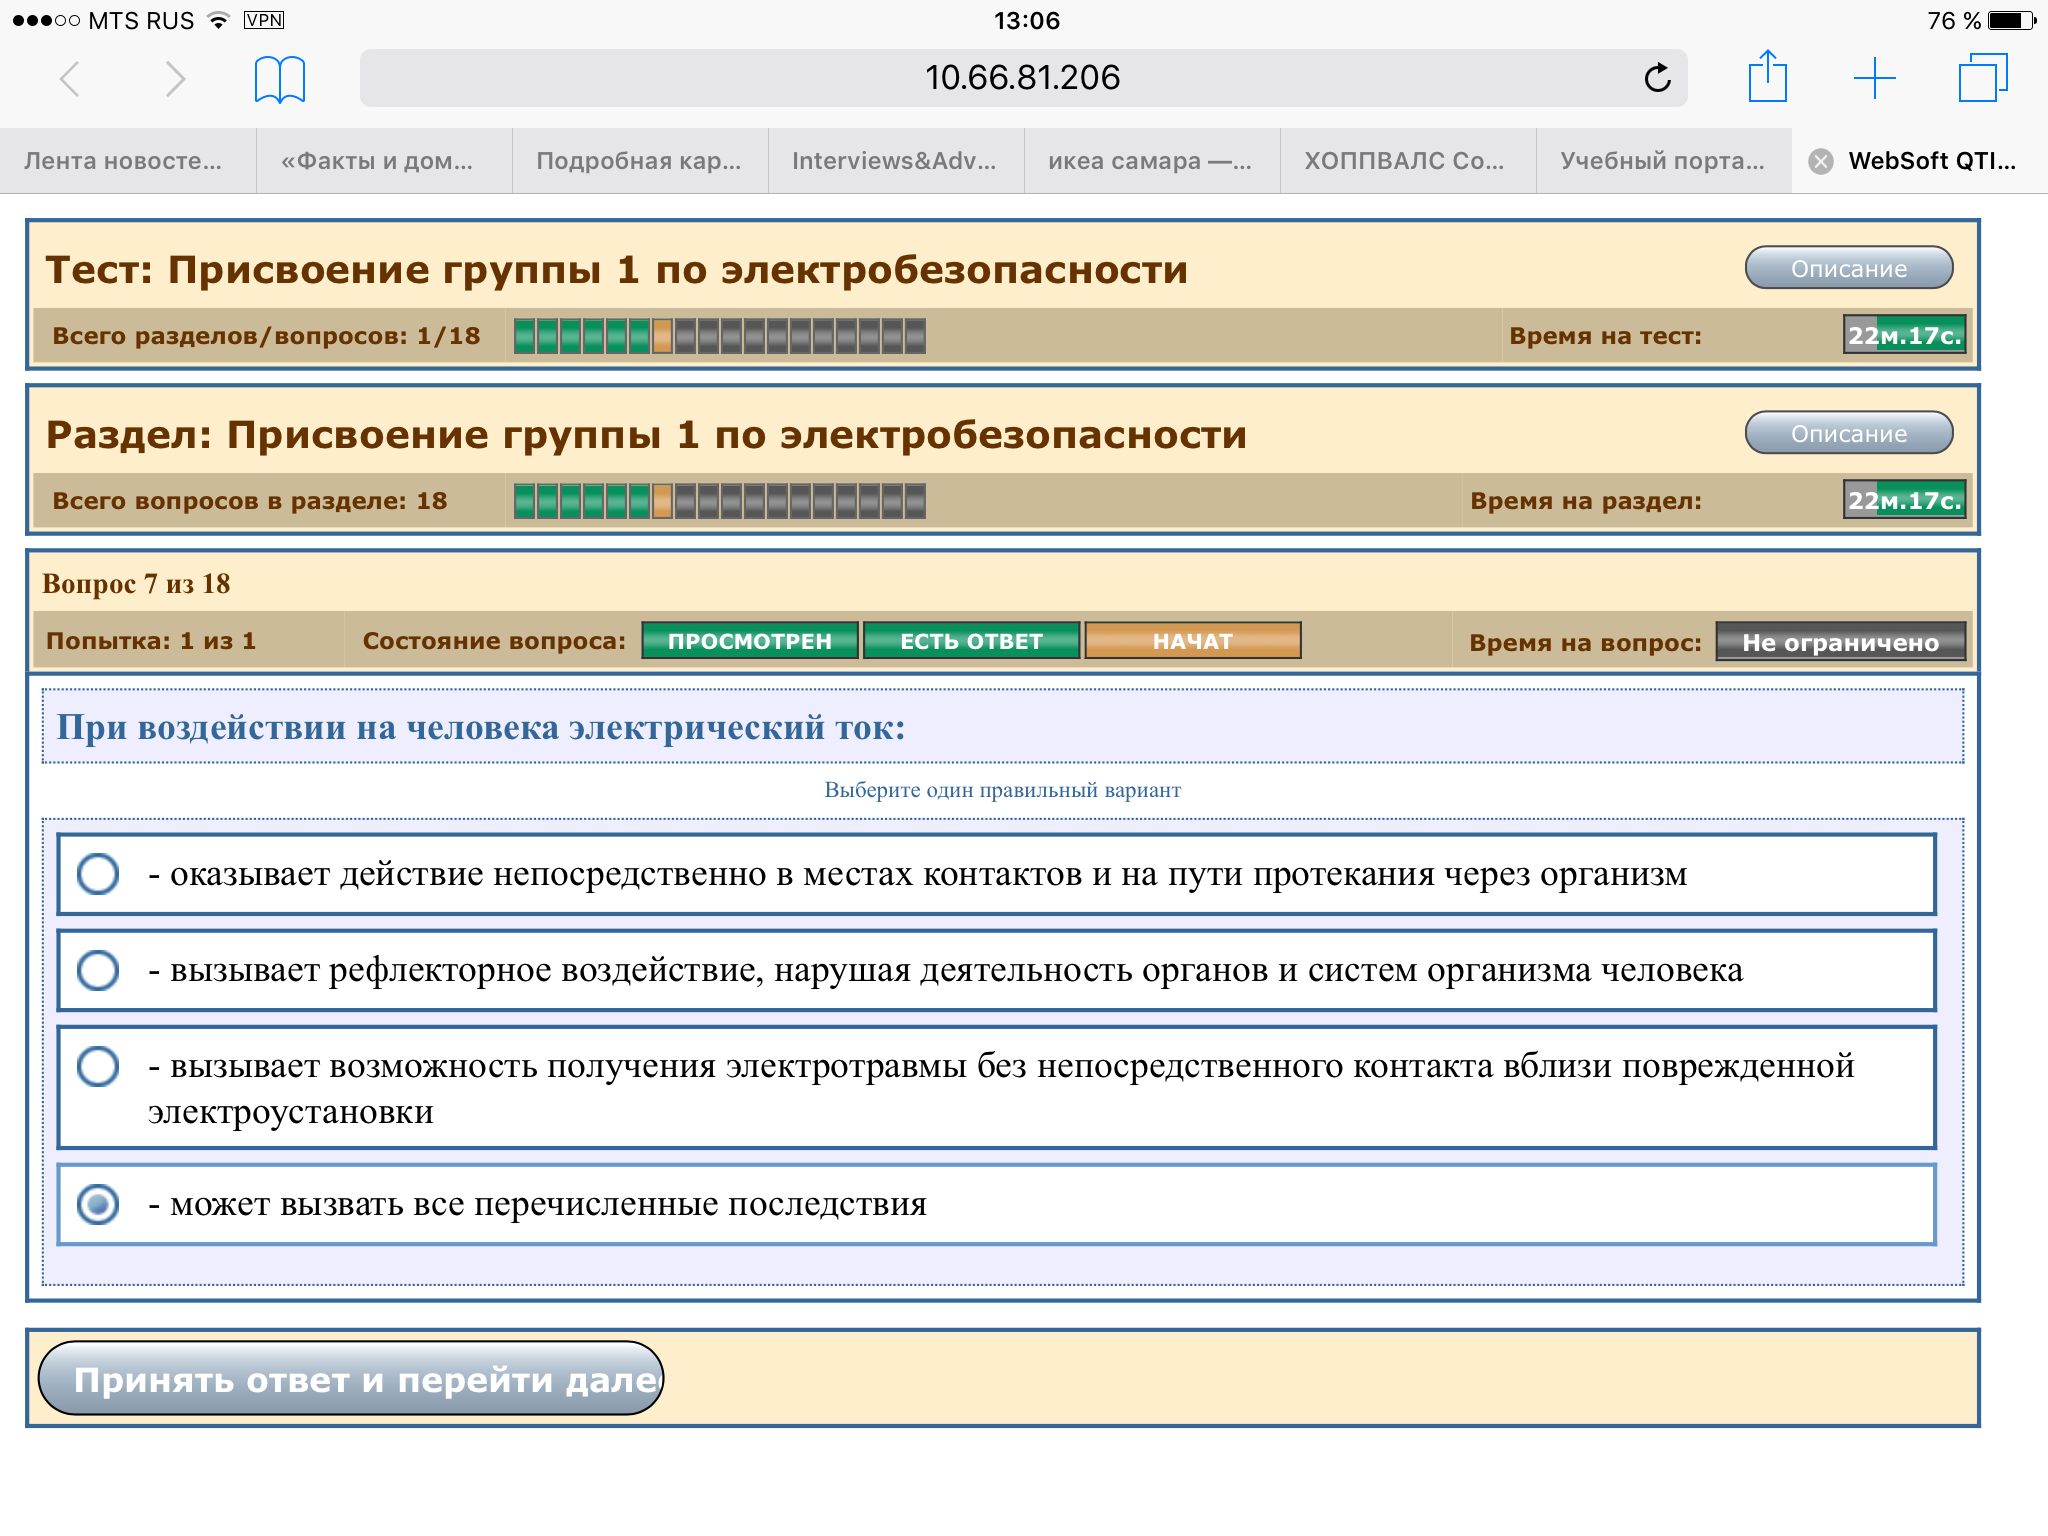 MTS RUS VPN 13:06 76 %
10.66.81.206
Лента новосте... «Факты и дом... Подробная кар... Interviews&Adv... икеа самара —... ХОППВАЛС Со... Учебный порта... WebSoft QTI...
Тест: Присвоение группы 1 по электробезопасности Описание
Всего разделов/вопросов: 1/18 Время на тест: 22м.17с.
Раздел: Присвоение группы 1 по электробезопасности Описание
Всего вопросов в разделе: 18 Время на раздел: 22м.17с.
Вопрос 7 из 18
Попытка: 1 из 1 Состояние вопроса: ПРОСМОТРЕН ЕСТЬ ОТВЕТ НАЧАТ Время на вопрос: Не ограничено
При воздействии на человека электрический ток:
Выберите один правильный вариант
- оказывает действие непосредственно в местах контактов и на пути протекания через организм
- вызывает рефлекторное воздействие, нарушая деятельность органов и систем организма человека
- вызывает возможность получения электротравмы без непосредственного контакта вблизи поврежденной
электроустановки
- может вызвать все перечисленные последствия
Принять ответ и перейти дале